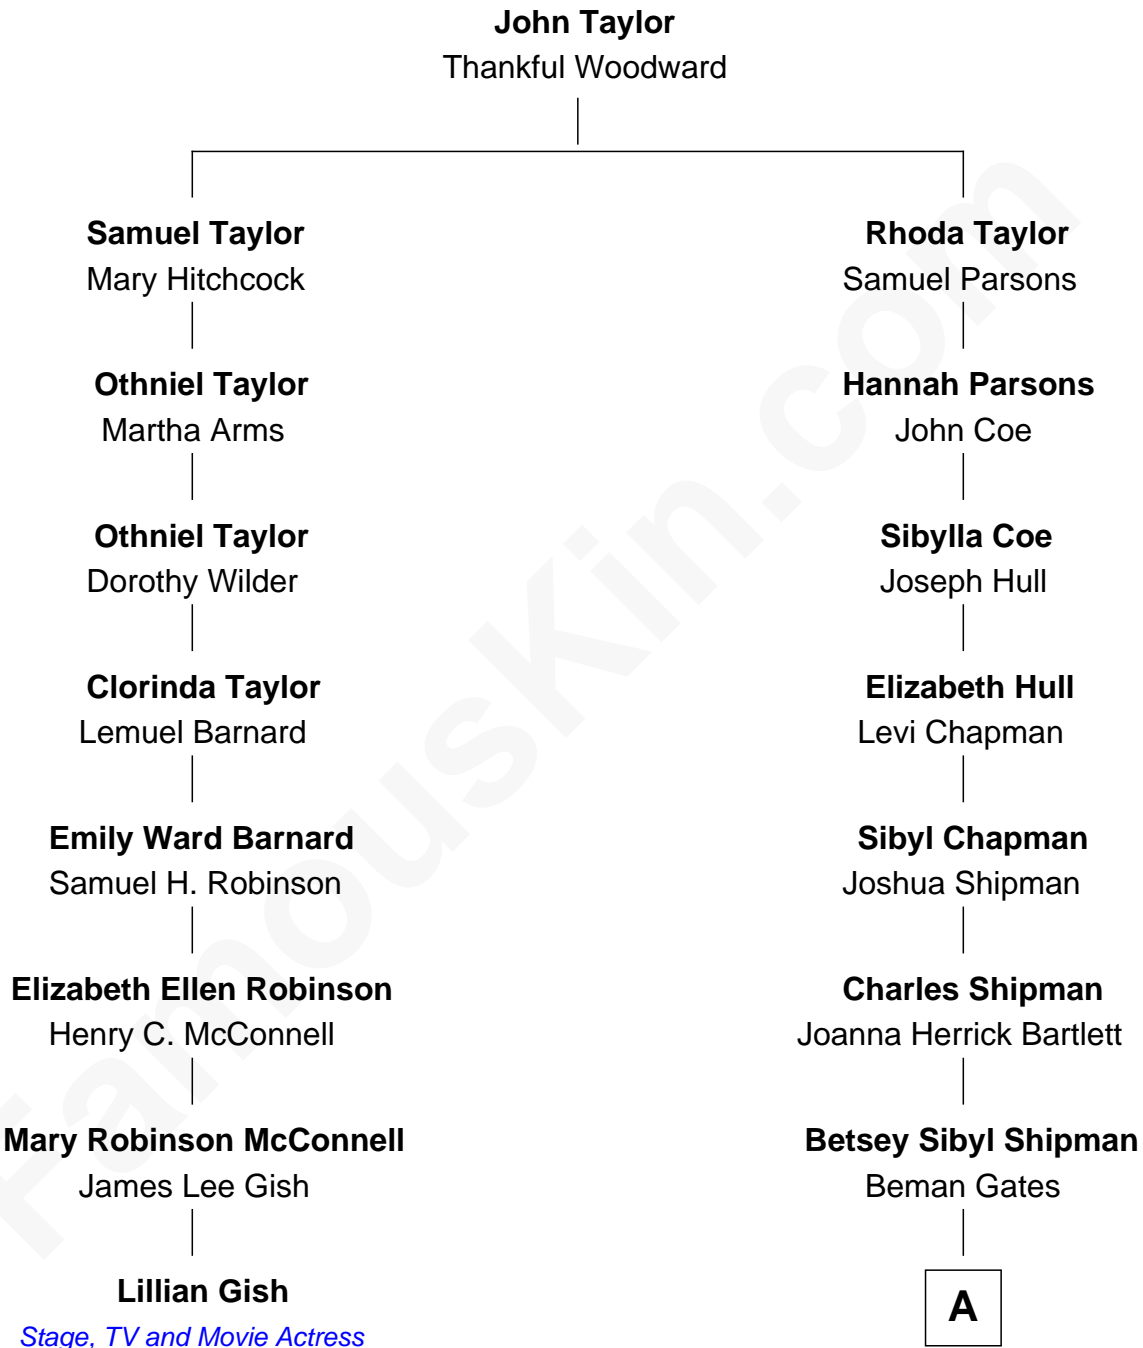 John Taylor
Thankful Woodward
Samuel Taylor
Mary Hitchcock
Othniel Taylor
Martha Arms
Othniel Taylor
Dorothy Wilder
Clorinda Taylor
Lemuel Barnard
Emily Ward Barnard
Samuel H. Robinson
Elizabeth Ellen Robinson
Henry C. McConnell
Mary Robinson McConnell
James Lee Gish
Lillian Gish
Stage, TV and Movie Actress
Rhoda Taylor
Samuel Parsons
Hannah Parsons
John Coe
Sibylla Coe
Joseph Hull
Elizabeth Hull
Levi Chapman
Sibyl Chapman
Joshua Shipman
Charles Shipman
Joanna Herrick Bartlett
Betsey Sibyl Shipman
Beman Gates
A
FamousKin.com